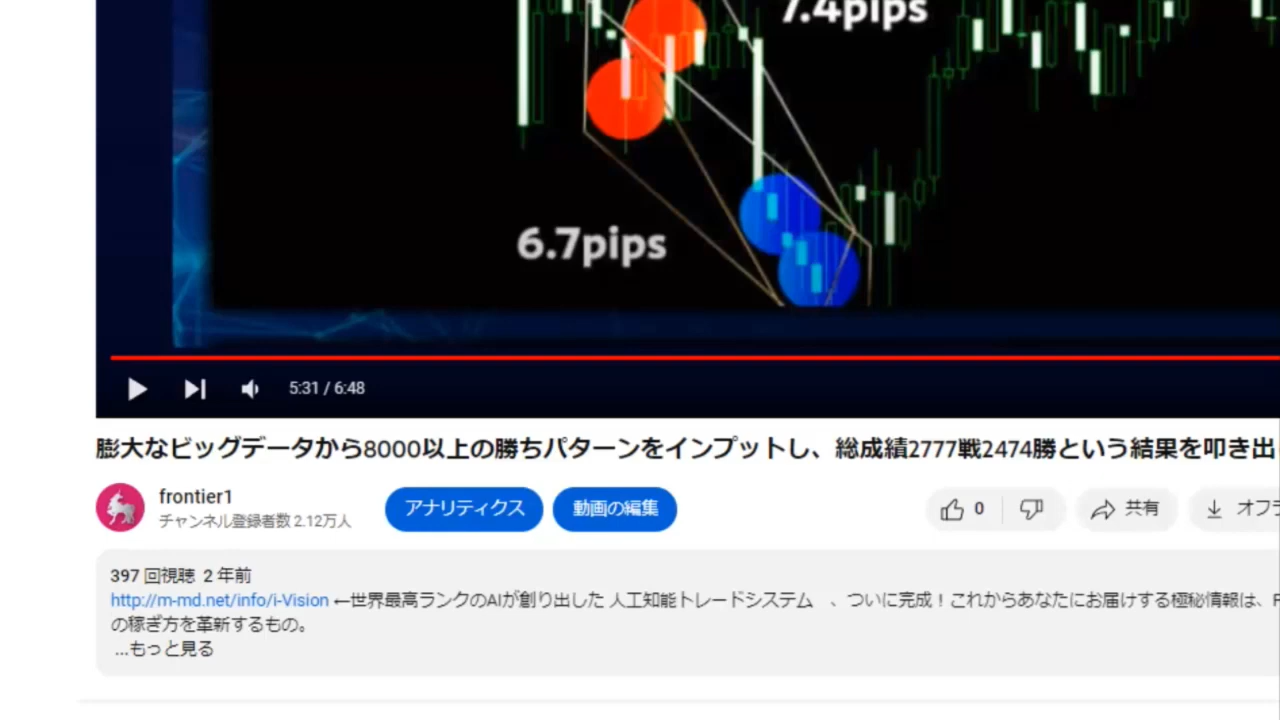 7.4pips
6.7pips
5:31 / 6:48
膨大なビッグデータから8000以上の勝ちパターンをインプットし、総成績2777戦2474勝という結果を叩き出
frontier1
チャンネル登録者数 2.12万人
アナリティクス
動画の編集
0
共有
オフラ
397 回視聴 2 年前
http://m-md.net/info/i-Vision ←世界最高ランクのAIが創り出した 人工知能トレードシステム 、ついに完成！これからあなたにお届けする極秘情報は、F
の稼ぎ方を革新するもの。
...もっと見る